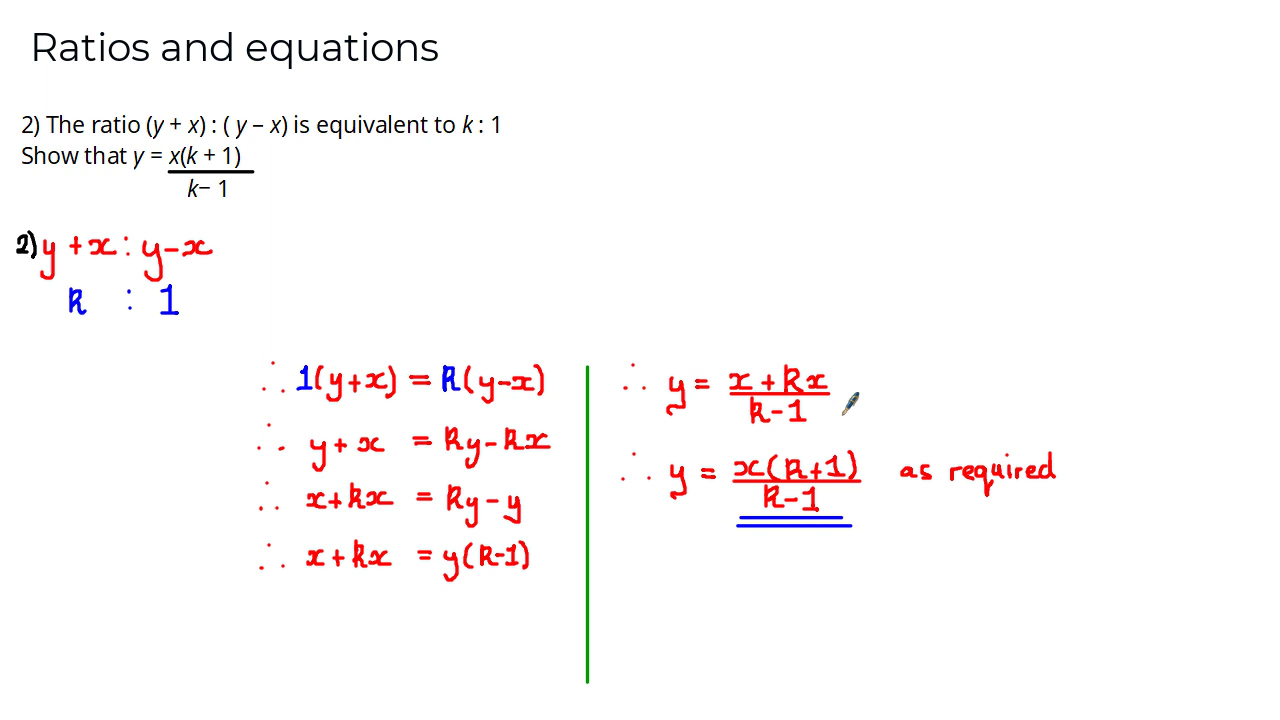 Ratios and equations
2) The ratio (y + x) : ( y – x) is equivalent to k : 1
Show that y = x(k + 1)
k– 1
2) y + x : y - x
k : 1
∴ 1(y+x) = k(y-x)
∴ y + x = ky - kx
∴ x + kx = ky - y
∴ x + kx = y(k-1)
∴ y = x + kx
k - 1
∴ y = x(k+1) as required
k - 1